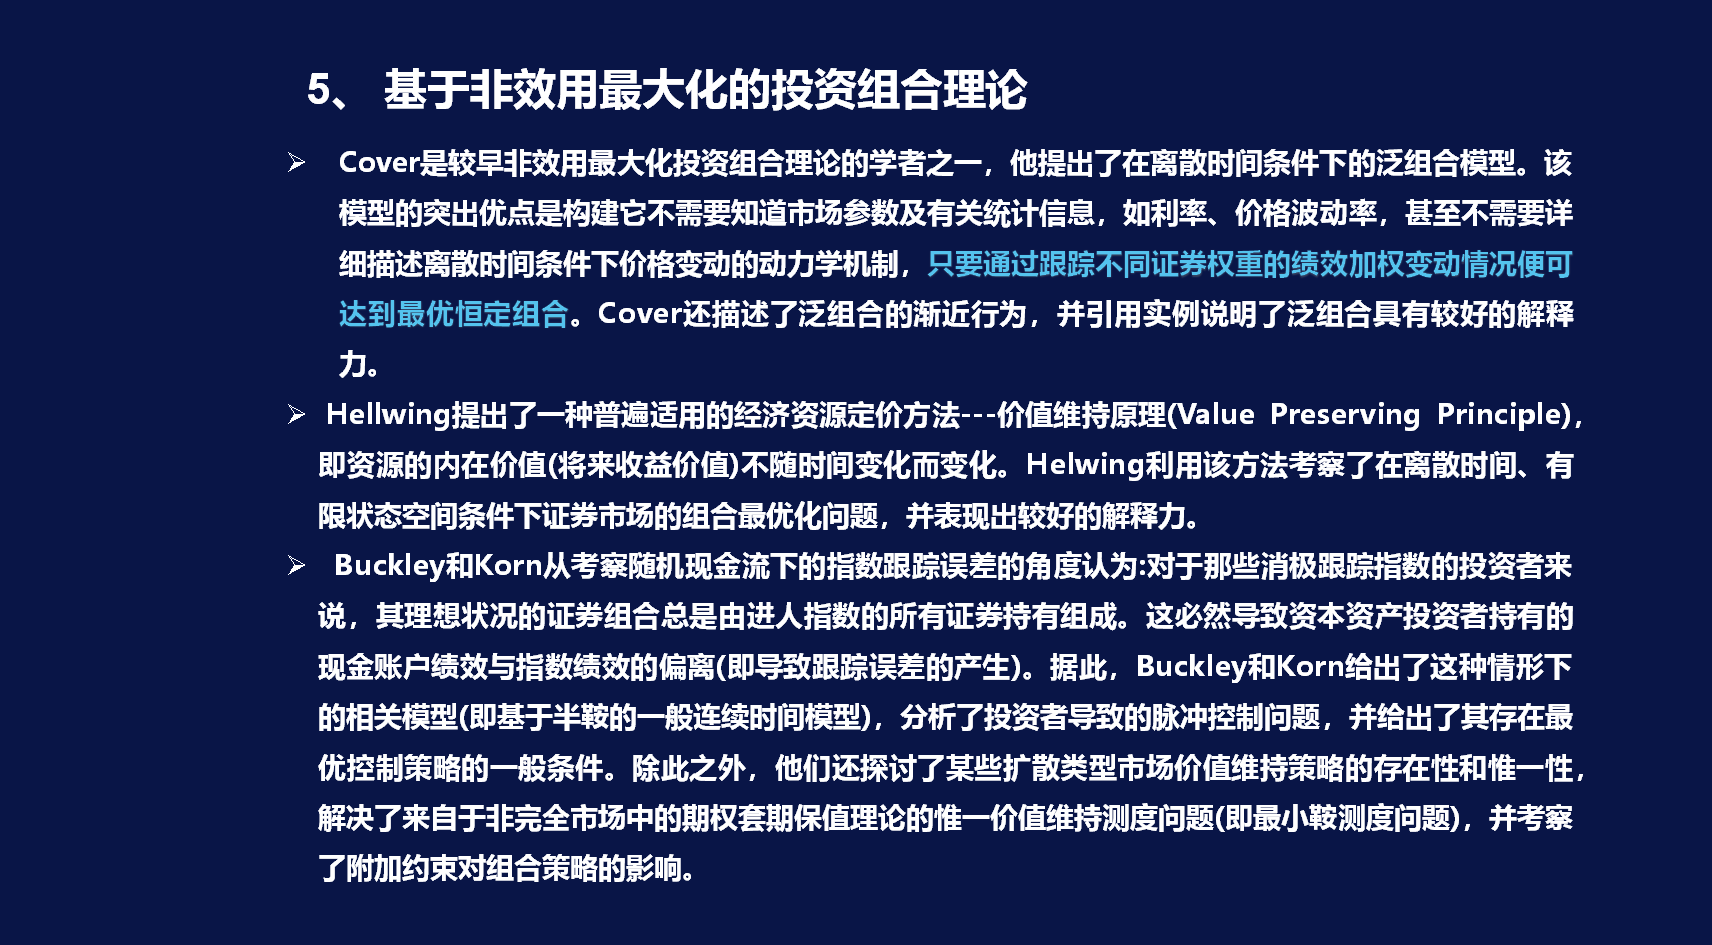 5、 基于非效用最大化的投资组合理论
➢ Cover是较早非效用最大化投资组合理论的学者之一，他提出了在离散时间条件下的泛组合模型。该
模型的突出优点是构建它不需要知道市场参数及有关统计信息，如利率、价格波动率，甚至不需要详
细描述离散时间条件下价格变动的动力学机制，只要通过跟踪不同证券权重的绩效加权变动情况便可
达到最优恒定组合。Cover还描述了泛组合的渐近行为，并引用实例说明了泛组合具有较好的解释
力。
➢ Hellwing提出了一种普遍适用的经济资源定价方法---价值维持原理(Value Preserving Principle)，
即资源的内在价值(将来收益价值)不随时间变化而变化。Helwing利用该方法考察了在离散时间、有
限状态空间条件下证券市场的组合最优化问题，并表现出较好的解释力。
➢ Buckley和Korn从考察随机现金流下的指数跟踪误差的角度认为:对于那些消极跟踪指数的投资者来
说，其理想状况的证券组合总是由进人指数的所有证券持有组成。这必然导致资本资产投资者持有的
现金账户绩效与指数绩效的偏离(即导致跟踪误差的产生)。据此，Buckley和Korn给出了这种情形下
的相关模型(即基于半鞍的一般连续时间模型)，分析了投资者导致的脉冲控制问题，并给出了其存在最
优控制策略的一般条件。除此之外，他们还探讨了某些扩散类型市场价值维持策略的存在性和惟一性，
解决了来自于非完全市场中的期权套期保值理论的惟一价值维持测度问题(即最小鞍测度问题)，并考察
了附加约束对组合策略的影响。